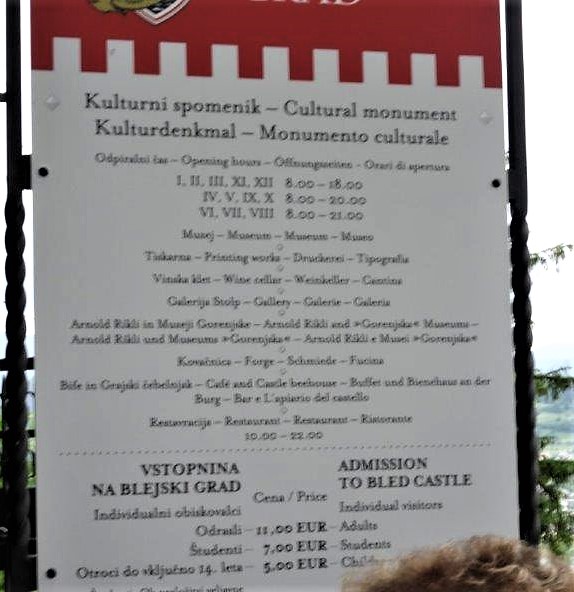 GRAD
Kulturni spomenik – Cultural monument
Kulturdenkmal – Monumento culturale
Odpiralni čas – Opening hours – Öffnungszeiten – Orari di apertura
I, II, III, XI, XII 8.00 – 18.00
IV, V, IX, X 8.00 – 20.00
VI, VII, VIII 8.00 – 21.00
Muzej – Museum – Museum – Museo
Tiskarna – Printing works – Druckerei – Tipografia
Vinska klet – Wine cellar – Weinkeller – Cantina
Galerija Stolp – Gallery – Galerie – Galeria
Arnold Rikli in Muzeji Gorenjske – Arnold Rikli and »Gorenjska« Museums –
Arnold Rikli und Museums »Gorenjska« – Arnold Rikli e Musei »Gorenjska«
Kovačnica – Forge – Schmiede – Fucina
Bife in Grajski čebelnjak – Café and Castle beehouse – Buffet und Bienehaus an der
Burg – Bar e L'apiario del castello
Restavracija – Restaurant – Restaurant – Ristorante
10.00 – 22.00
VSTOPNINA
NA BLEJSKI GRAD
ADMISSION
TO BLED CASTLE
Cena / Price
Individualni obiskovalci
Individual visitors
Odrasli – 11,00 EUR – Adults
Študenti – 7,00 EUR – Students
Otroci do vključno 14. leta – 5,00 EUR –